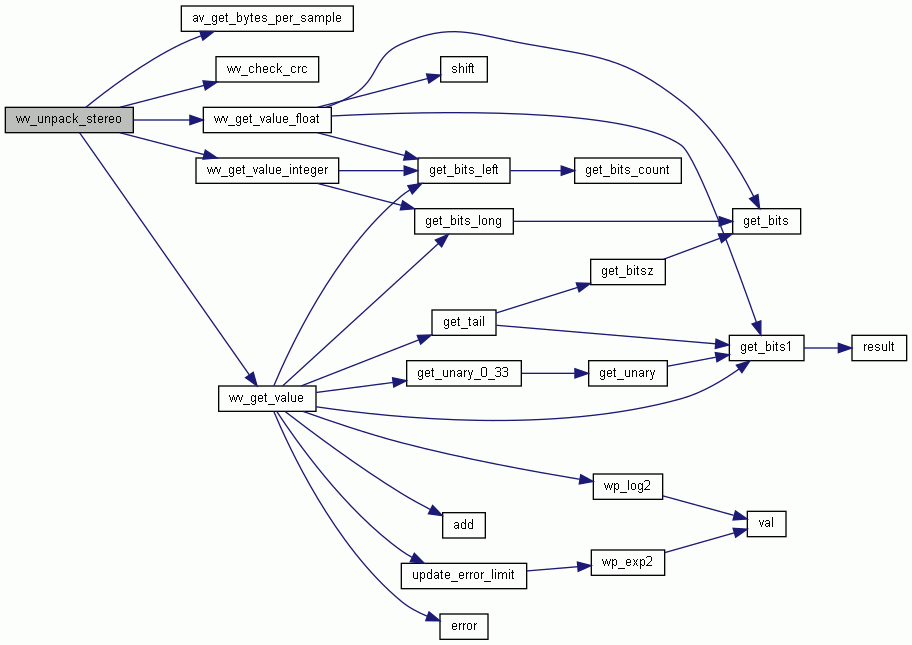 av_get_bytes_per_sample
wv_check_crc
shift
wv_unpack_stereo
wv_get_value_float
wv_get_value_integer
get_bits_left
get_bits_count
get_bits_long
get_bits
get_bitsz
get_tail
get_bits1
result
get_unary_0_33
get_unary
wv_get_value
wp_log2
add
val
wp_exp2
update_error_limit
error